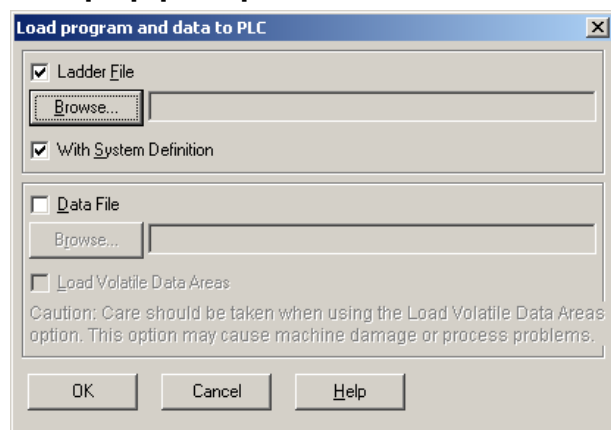 Load program and data to PLC
Ladder File
Browse...
With System Definition
Data File
Browse...
Load Volatile Data Areas
Caution: Care should be taken when using the Load Volatile Data Areas
option. This option may cause machine damage or process problems.
OK Cancel Help